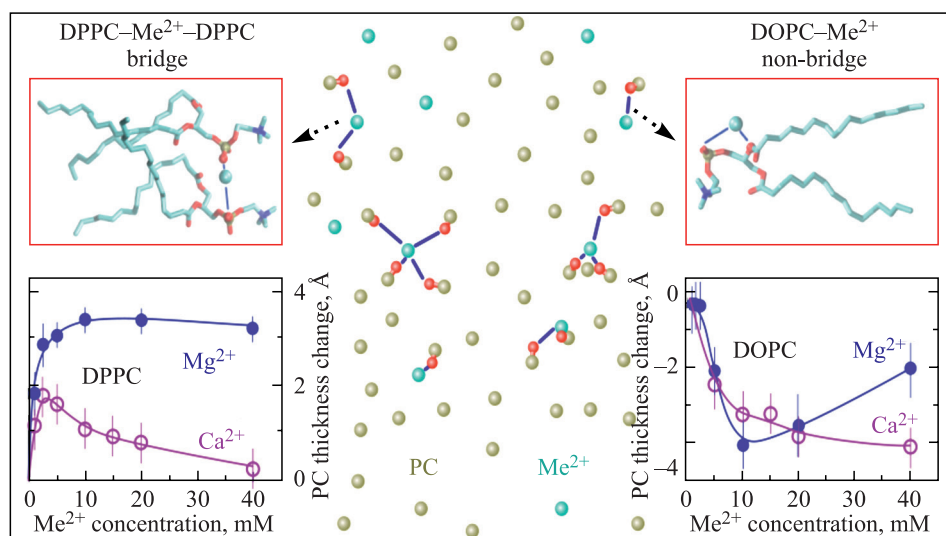 DPPC–Me²⁺–DPPC
bridge
DOPC–Me²⁺
non-bridge
4
2
0
PC thickness change, Å
DPPC
Mg²⁺
Ca²⁺
0 10 20 30 40
Me²⁺ concentration, mM
PC
Me²⁺
0
−2
−4
PC thickness change, Å
DOPC
Mg²⁺
Ca²⁺
0 10 20 30 40
Me²⁺ concentration, mM